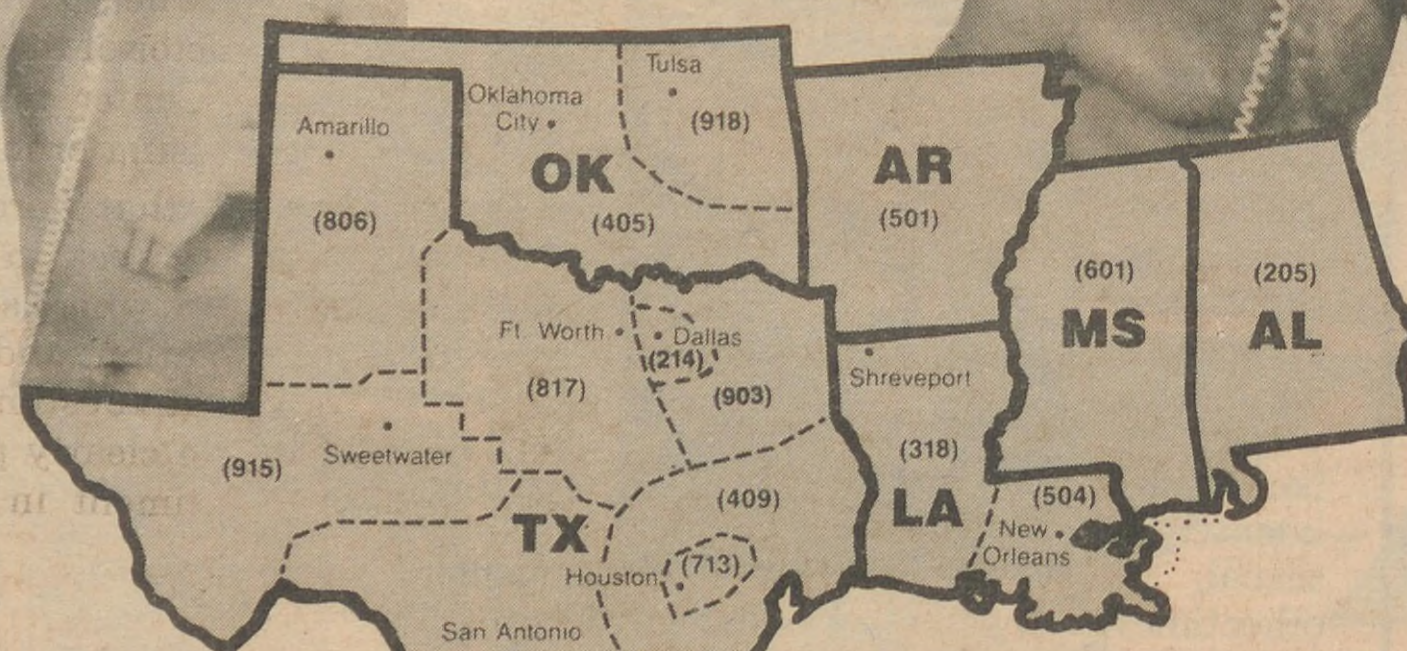 Tulsa
Oklahoma
City
(918)
Amarillo
OK
AR
(806)
(405)
(501)
(601)
(205)
MS
AL
Ft. Worth
Dallas
(214)
Shreveport
(817)
(903)
Sweetwater
(915)
(318)
(409)
(504)
LA
TX
New
Orleans
(713)
Houston
San Antonio